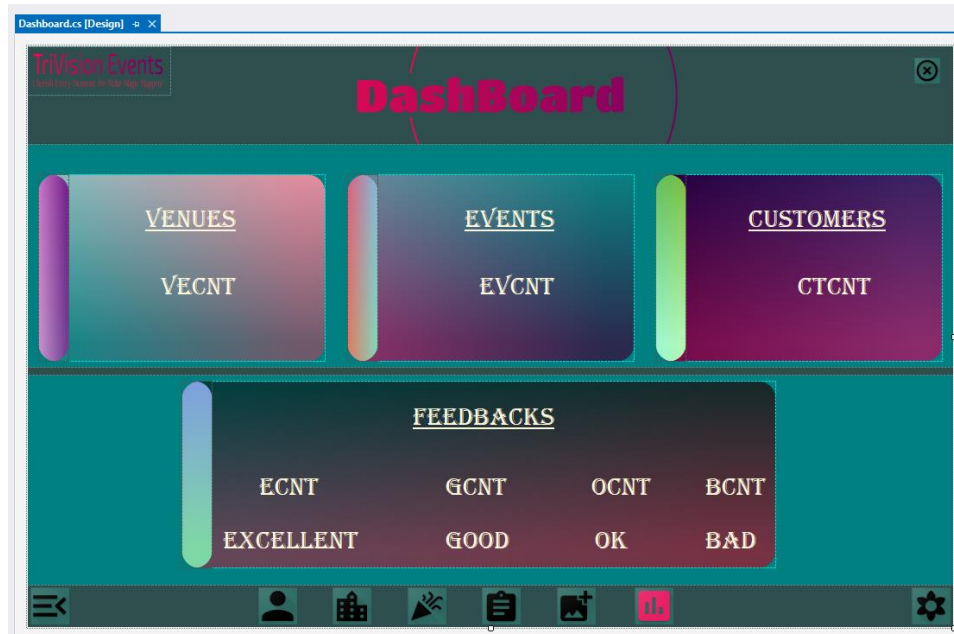 Dashboard.cs [Design]
TriVision Events
DashBoard
VENUES
EVENTS
CUSTOMERS
VECNT
EVCNT
CTCNT
FEEDBACKS
ECNT
GCNT
OCNT
BCNT
EXCELLENT
GOOD
OK
BAD